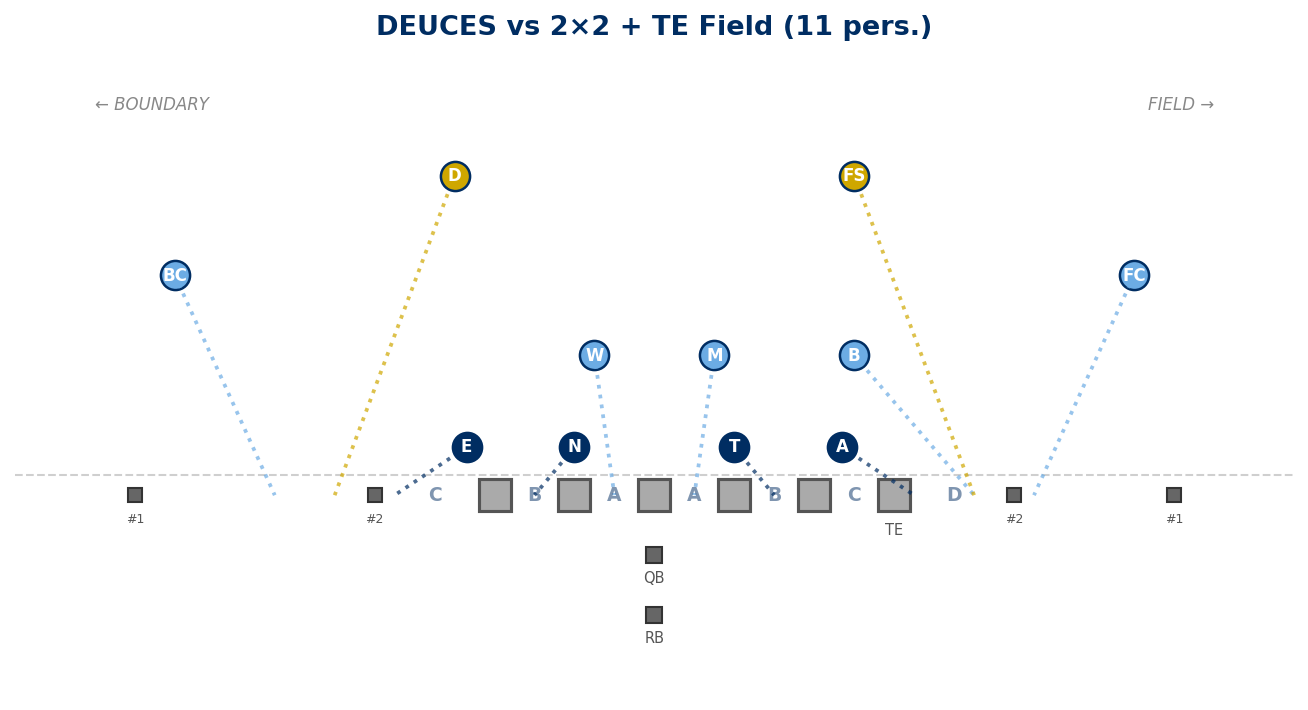 DEUCES vs 2×2 + TE Field (11 pers.)
← BOUNDARY
FIELD →
D
FS
BC
FC
W
M
B
E
N
T
A
C
B
A
A
B
C
D
#1
#2
TE
#2
#1
QB
RB